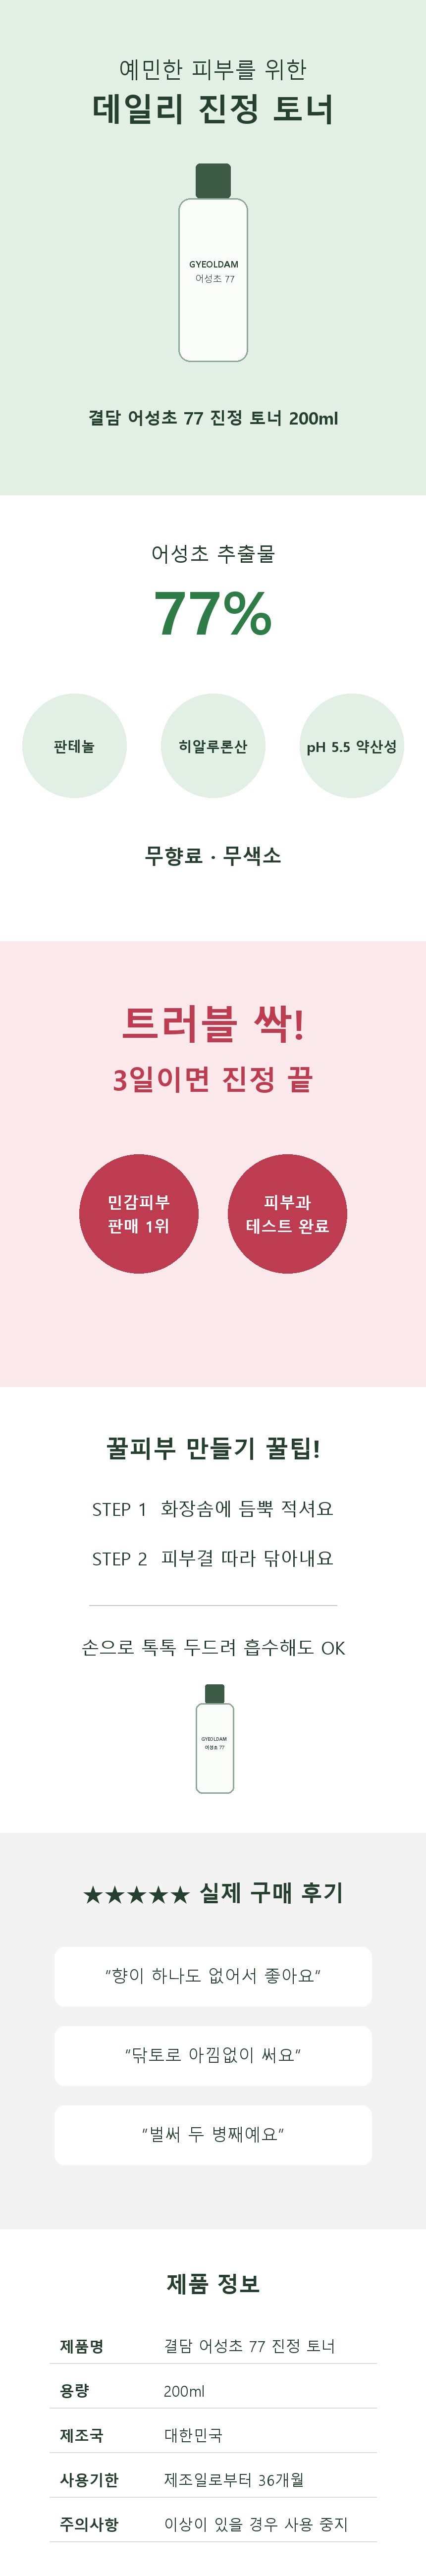 예민한 피부를 위한
데일리 진정 토너
GYEOLDAM
어성초 77
결담 어성초 77 진정 토너 200ml
어성초 추출물
77%
판테놀
히알루론산
pH 5.5 약산성
무향료 · 무색소
트러블 싹!
3일이면 진정 끝
민감피부
판매 1위
피부과
테스트 완료
꿀피부 만들기 꿀팁!
STEP 1 화장솜에 듬뿍 적셔요
STEP 2 피부결 따라 닦아내요
손으로 톡톡 두드려 흡수해도 OK
GYEOLDAM
어성초 77
★★★★★ 실제 구매 후기
"향이 하나도 없어서 좋아요"
"닦토로 아낌없이 써요"
"벌써 두 병째예요"
제품 정보
제품명 결담 어성초 77 진정 토너
용량 200ml
제조국 대한민국
사용기한 제조일로부터 36개월
주의사항 이상이 있을 경우 사용 중지